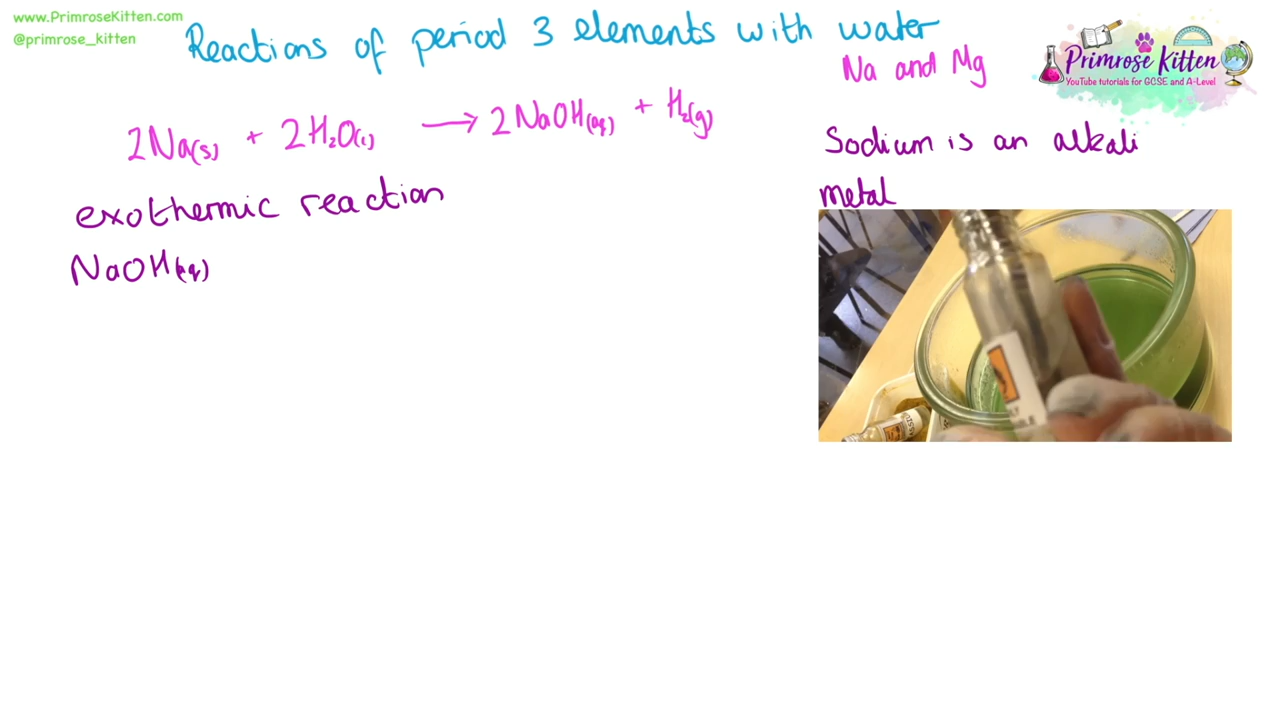 www.PrimroseKitten.com
@primrose_kitten
Reactions of period 3 elements with water
Na and Mg
Primrose Kitten
YouTube tutorials for GCSE and A-Level
2Na(s) + 2H₂O(l) → 2NaOH(aq) + H₂(g)
Sodium is an alkali
metal
exothermic reaction
NaOH(aq)